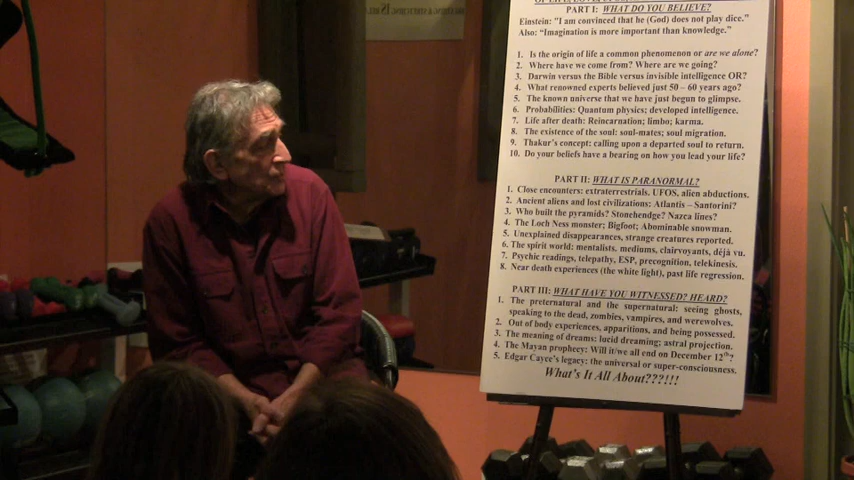 PART I: WHAT DO YOU BELIEVE?
Einstein: "I am convinced that he (God) does not play dice."
Also: "Imagination is more important than knowledge."
1. Is the origin of life a common phenomenon or are we alone?
2. Where have we come from? Where are we going?
3. Darwin versus the Bible versus invisible intelligence OR?
4. What renowned experts believed just 50 – 60 years ago?
5. The known universe that we have just begun to glimpse.
6. Probabilities: Quantum physics; developed intelligence.
7. Life after death: Reincarnation; limbo; karma.
8. The existence of the soul: soul-mates; soul migration.
9. Thakur's concept: calling upon a departed soul to return.
10. Do your beliefs have a bearing on how you lead your life?
PART II: WHAT IS PARANORMAL?
1. Close encounters: extraterrestrials. UFOS. alien abductions.
2. Ancient aliens and lost civilizations: Atlantis – Santorini?
3. Who built the pyramids? Stonehendge? Nazca lines?
4. The Loch Ness monster; Bigfoot; Abominable snowman.
5. Unexplained disappearances, strange creatures reported.
6. The spirit world: mentalists. mediums, clairvoyants, déjà vu.
7. Psychic readings, telepathy, ESP, precognition, telekinesis.
8. Near death experiences (the white light), past life regression.
PART III: WHAT HAVE YOU WITNESSED? HEARD?
1. The preternatural and the supernatural: seeing ghosts,
speaking to the dead, zombies, vampires, and werewolves.
2. Out of body experiences, apparitions, and being possessed.
3. The meaning of dreams: lucid dreaming; astral projection.
4. The Mayan prophecy: Will it/we all end on December 12th?
5. Edgar Cayce's legacy: the universal or super-consciousness.
What's It All About???!!!